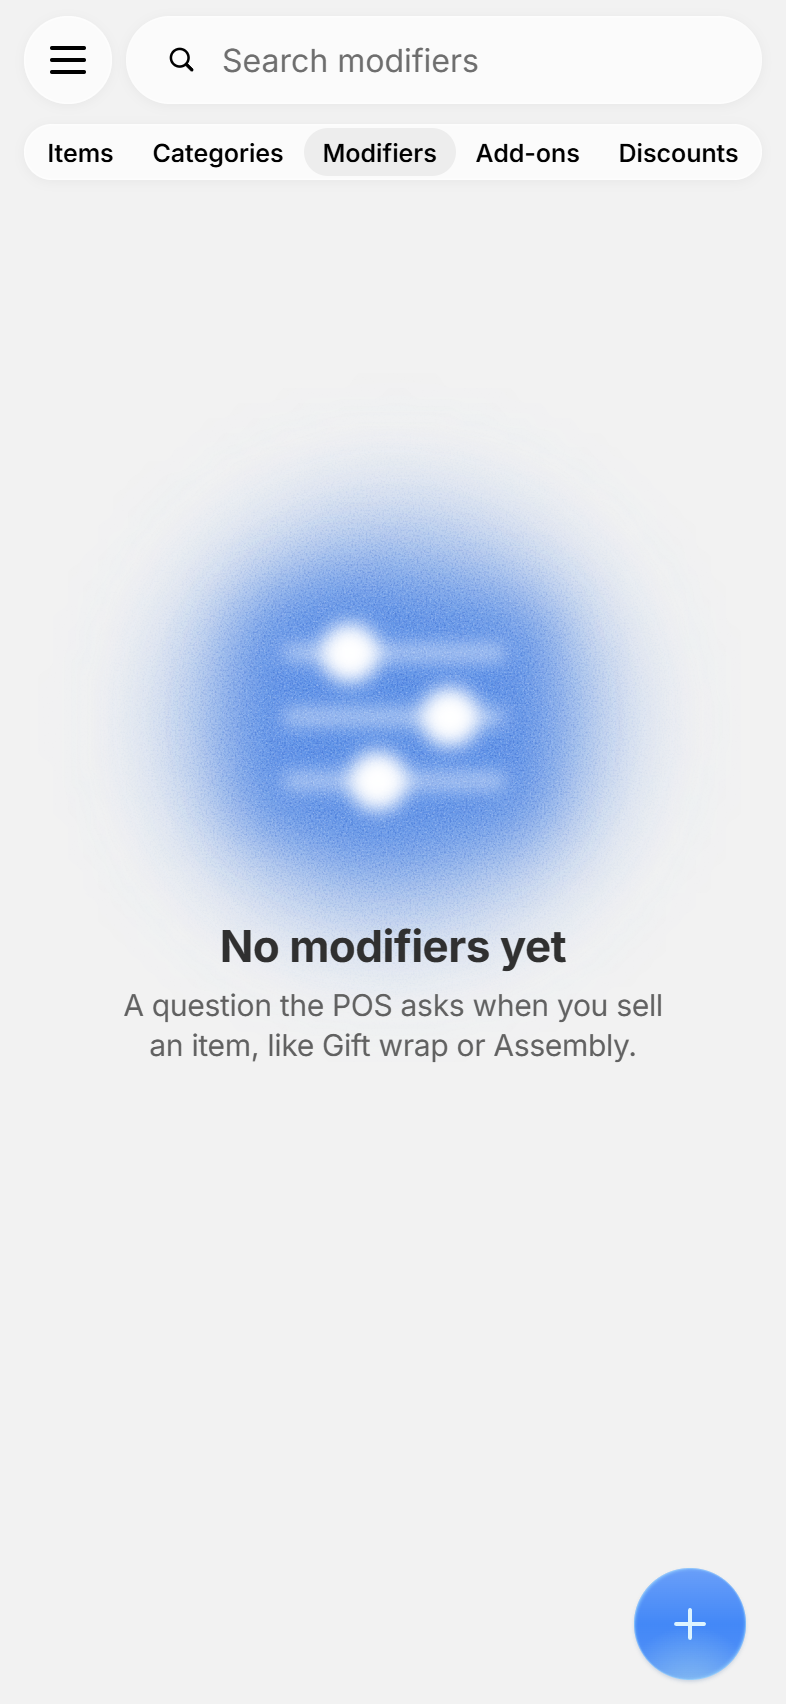 Search modifiers
Items Categories Modifiers Add-ons Discounts
No modifiers yet
A question the POS asks when you sell
an item, like Gift wrap or Assembly.